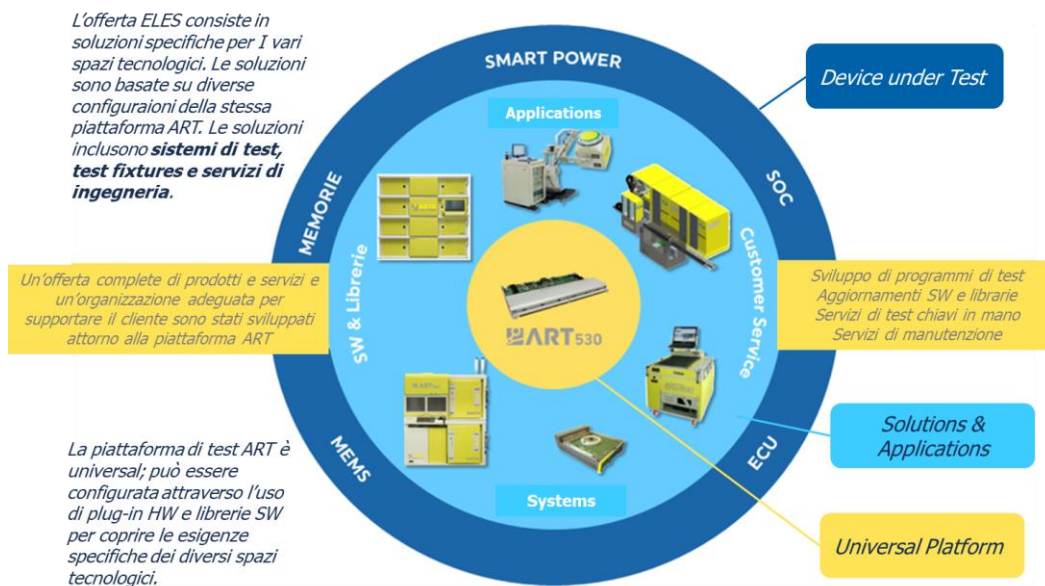 L'offerta ELES consiste in
soluzioni specifiche per I vari
spazi tecnologici. Le soluzioni
sono basate su diverse
configuraioni della stessa
piattaforma ART. Le soluzioni
inclusono sistemi di test,
test fixtures e servizi di
ingegneria.
SMART POWER
Device under Test
Applications
MEMORIE
SOC
SW & Librerie
Customer Service
Un'offerta complete di prodotti e servizi e
un'organizzazione adeguata per
supportare il cliente sono stati sviluppati
attorno alla piattaforma ART
ART530
Sviluppo di programmi di test
Aggiornamenti SW e librarie
Servizi di test chiavi in mano
Servizi di manutenzione
La piattaforma di test ART è
universal; può essere
configurata attraverso l'uso
di plug-in HW e librerie SW
per coprire le esigenze
specifiche dei diversi spazi
tecnologici.
MEMS
ECU
Systems
Solutions &
Applications
Universal Platform